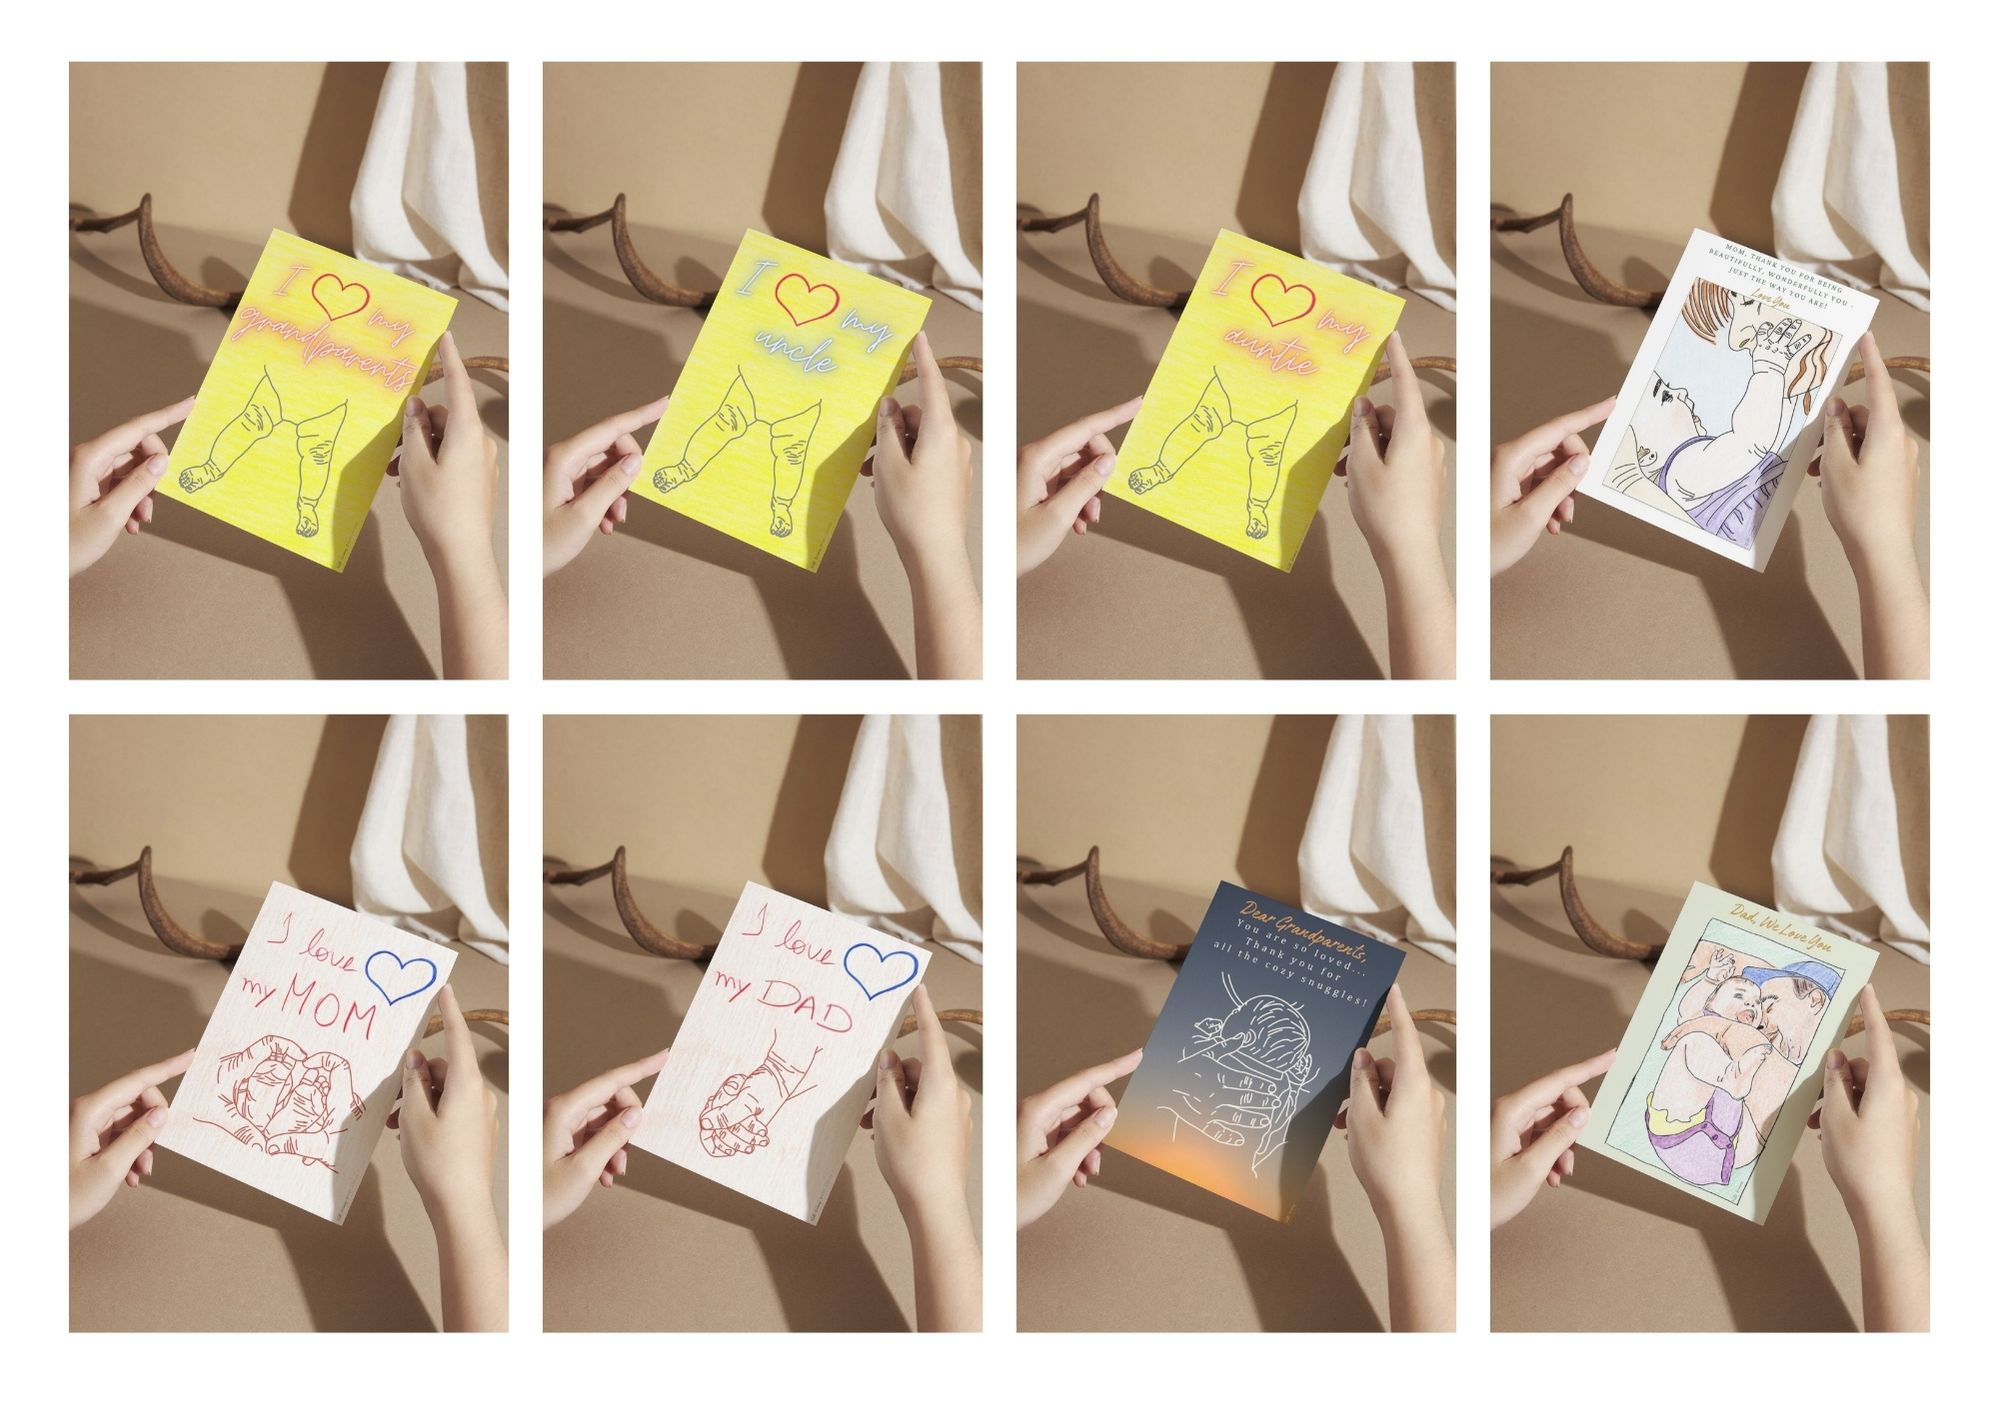 I ♡ my
grandparents
I ♡ my
uncle
I ♡ my
auntie
MOM, THANK YOU FOR BEING
BEAUTIFULLY, WONDERFULLY YOU -
JUST THE WAY YOU ARE!
Love You
I love
my MOM
I love
my DAD
Dear Grandparents,
You are so loved...
Thank you for
all the cozy snuggles!
Dad, We Love You